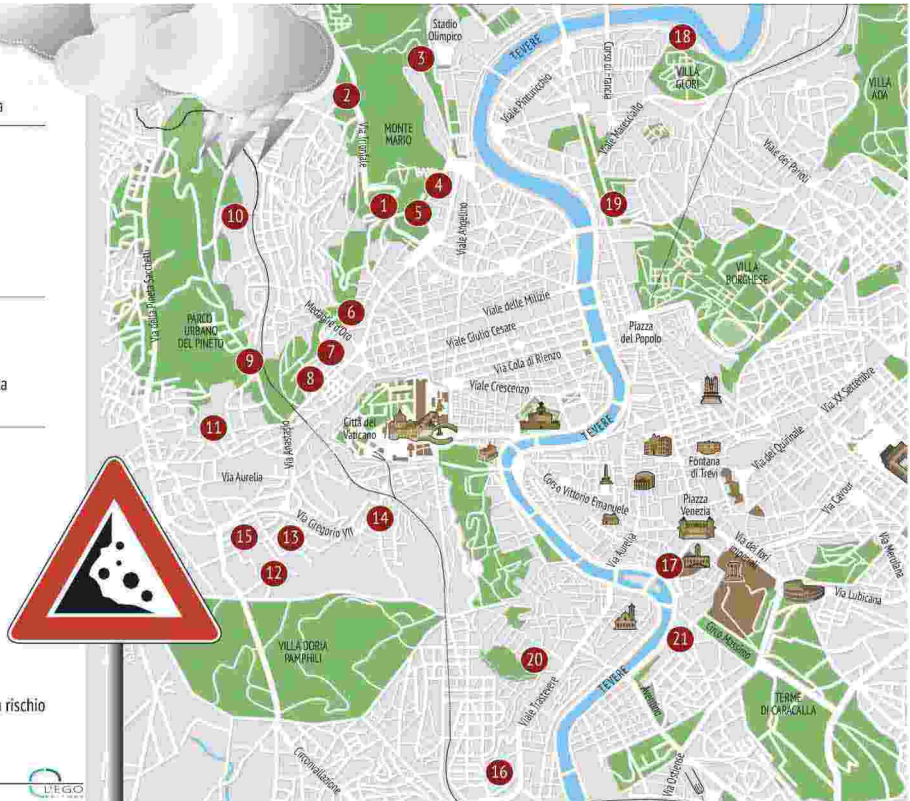 a
ta
a rischio
L'EGO
Stadio
Olimpico
TEVERE
Corso di Francia
VILLA
GLORI
VILLA
ADA
Viale Pinturicchio
Viale Maresciallo
Viale dei Parioli
MONTE
MARIO
Via Trionfale
Viale Angelico
Via della Pineta Sacchetti
VILLA
BORGHESE
PARCO
URBANO
DEL PINETO
Medaglie d'Oro
Viale delle Milizie
Viale Giulio Cesare
Via Cola di Rienzo
Viale Crescenzo
Piazza
del Popolo
Città del
Vaticano
TEVERE
Via XX Settembre
Via del Quirinale
Fontana
di Trevi
Via Anastasio
Via Aurelia
Corso Vittorio Emanuele
Piazza
Venezia
Via Cavour
Via Gregorio VII
Via Aurelia
Via dei fori
imperiali
Via Merulana
Via Lubicana
Circo Massimo
VILLA DORIA
PAMPHILI
TEVERE
Viale Trastevere
Aventino
TERME
DI CARACALLA
Circonvallazione
Via Ostiense
1
2
3
4
5
6
7
8
9
10
11
12
13
14
15
16
17
18
19
20
21